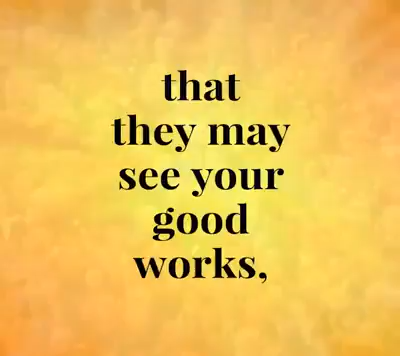 that
they may
see your
good
works,